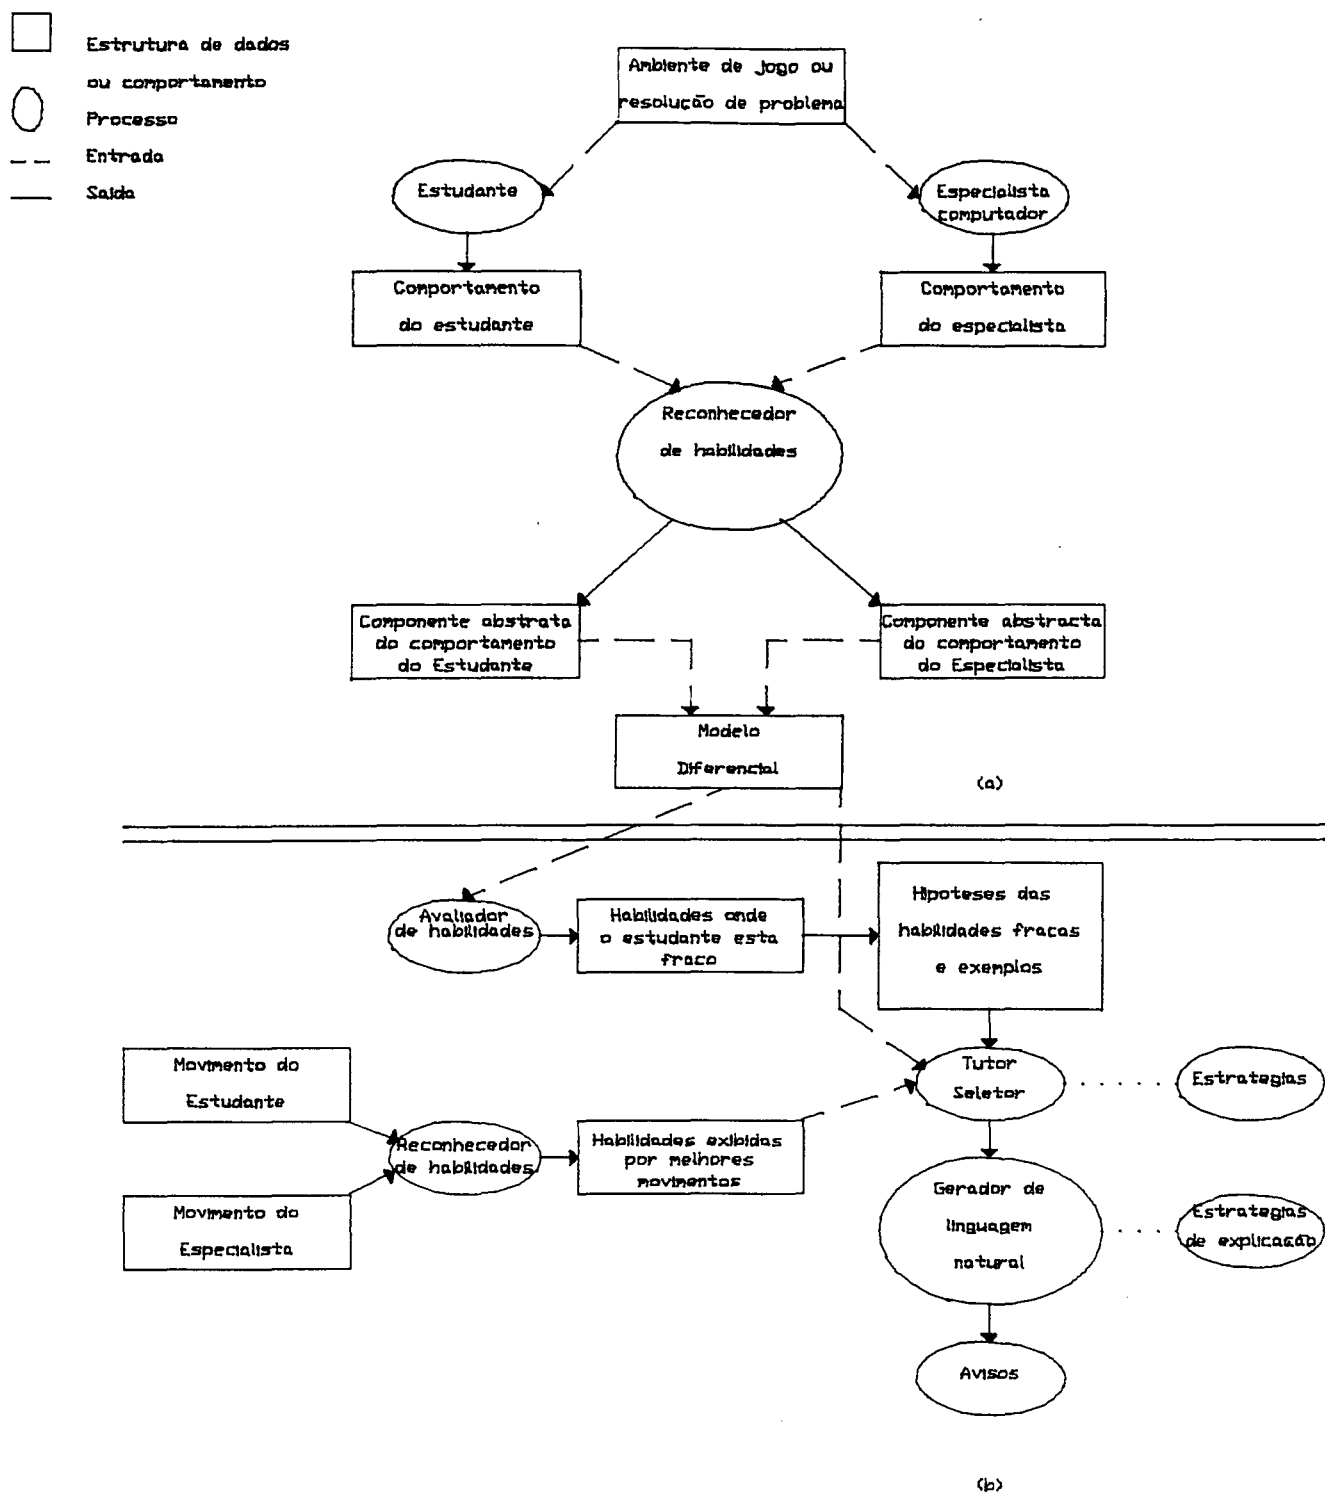 Estrutura de dados
ou comportamento
Processo
Entrada
Saida
Ambiente de jogo ou
resolução de problema
Estudante
Especialista
computador
Comportamento
do estudante
Comportamento
do especialista
Reconhecedor
de habilidades
Componente abstrata
do comportamento
do Estudante
Componente abstracta
do comportamento
do Especialista
Modelo
Diferencial
(a)
Avaliador
de habilidades
Habilidades onde
o estudante esta
fraco
Hipoteses das
habilidades fracas
e exemplos
Movimento do
Estudante
Movimento do
Especialista
Reconhecedor
de habilidades
Habilidades exibidas
por melhores
movimentos
Tutor
Seletor
Estrategias
Gerador de
linguagem
natural
Estrategias
de explicação
Avisos
(b)